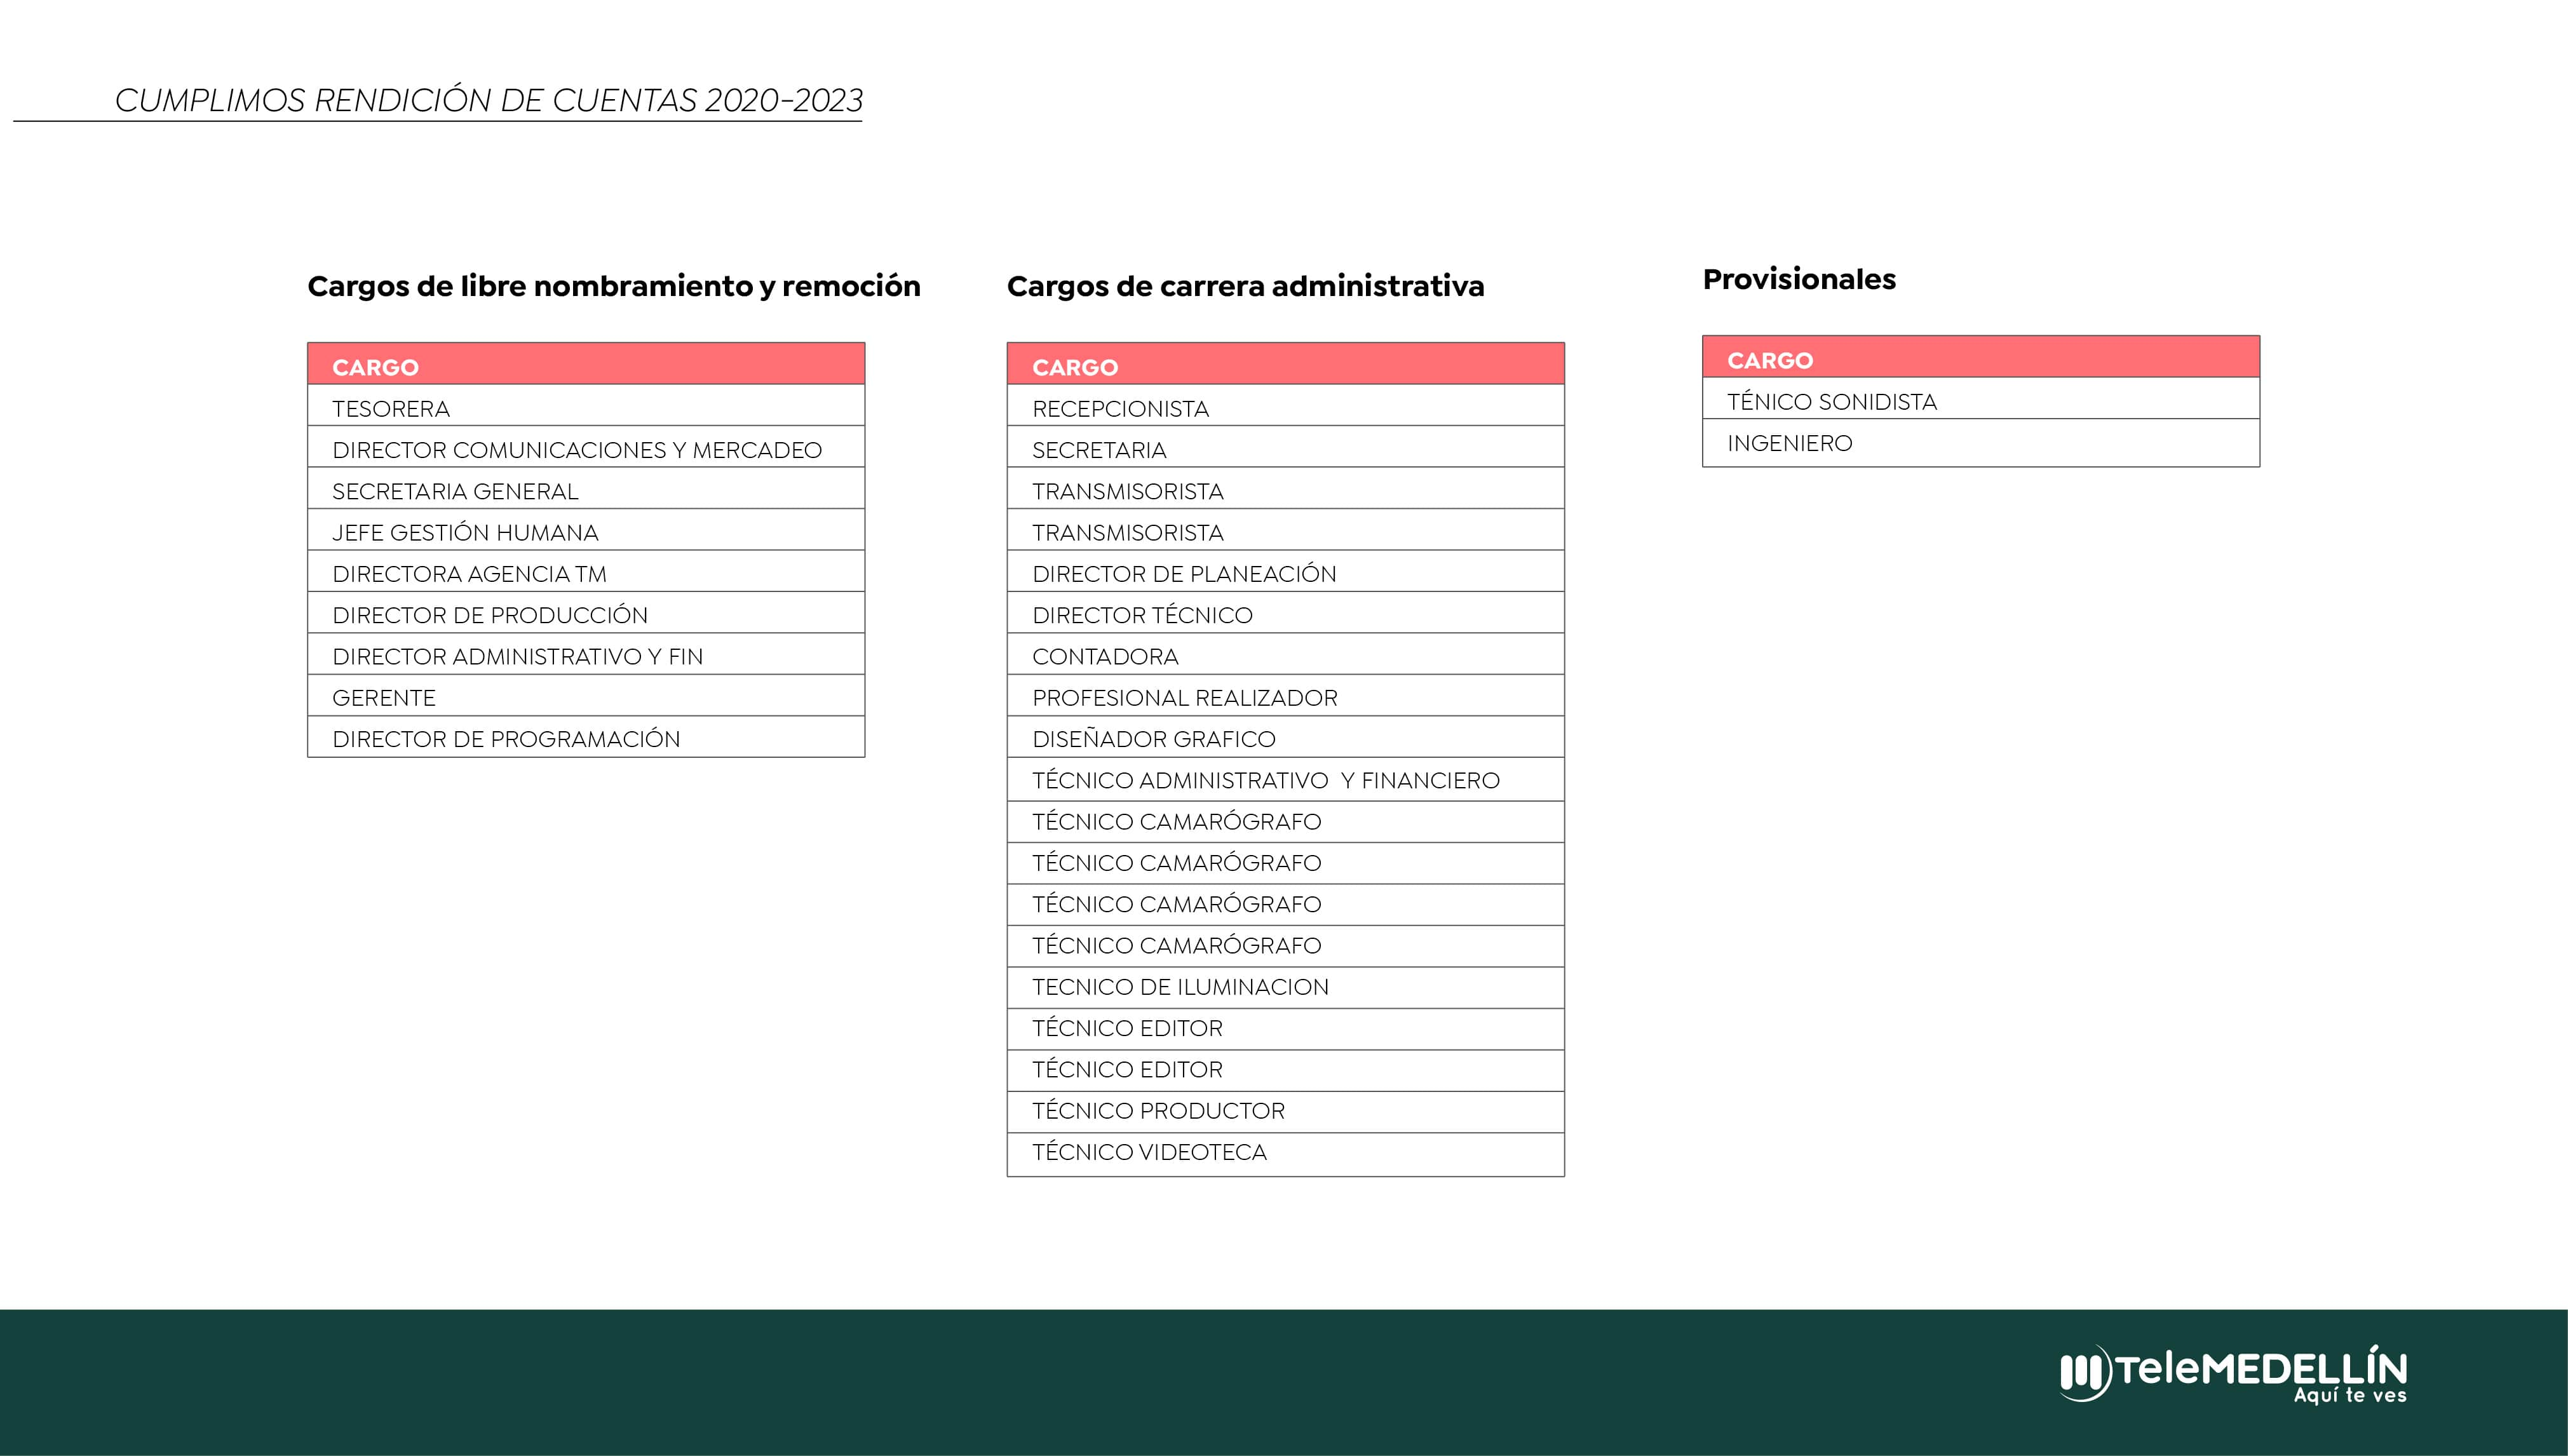 CUMPLIMOS RENDICIÓN DE CUENTAS 2020-2023
Cargos de libre nombramiento y remoción
CARGO
TESORERA
DIRECTOR COMUNICACIONES Y MERCADEO
SECRETARIA GENERAL
JEFE GESTIÓN HUMANA
DIRECTORA AGENCIA TM
DIRECTOR DE PRODUCCIÓN
DIRECTOR ADMINISTRATIVO Y FIN
GERENTE
DIRECTOR DE PROGRAMACIÓN
Cargos de carrera administrativa
CARGO
RECEPCIONISTA
SECRETARIA
TRANSMISORISTA
TRANSMISORISTA
DIRECTOR DE PLANEACIÓN
DIRECTOR TÉCNICO
CONTADORA
PROFESIONAL REALIZADOR
DISEÑADOR GRAFICO
TÉCNICO ADMINISTRATIVO Y FINANCIERO
TÉCNICO CAMARÓGRAFO
TÉCNICO CAMARÓGRAFO
TÉCNICO CAMARÓGRAFO
TÉCNICO CAMARÓGRAFO
TECNICO DE ILUMINACION
TÉCNICO EDITOR
TÉCNICO EDITOR
TÉCNICO PRODUCTOR
TÉCNICO VIDEOTECA
Provisionales
CARGO
TÉNICO SONIDISTA
INGENIERO
TeleMEDELLÍN
Aquí te ves